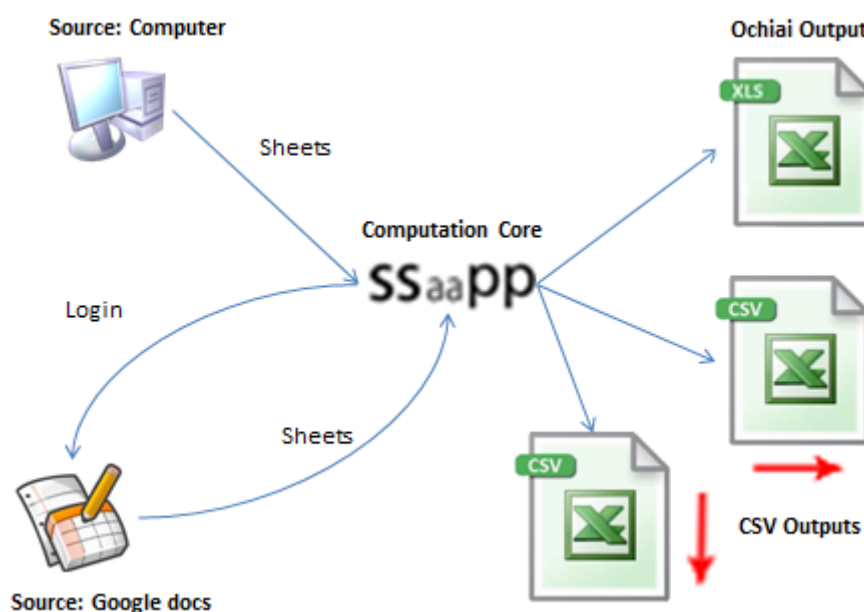 Source: Computer
Ochiai Output
XLS
Sheets
Computation Core
ssaapp
Login
CSV
Sheets
CSV
CSV Outputs
Source: Google docs